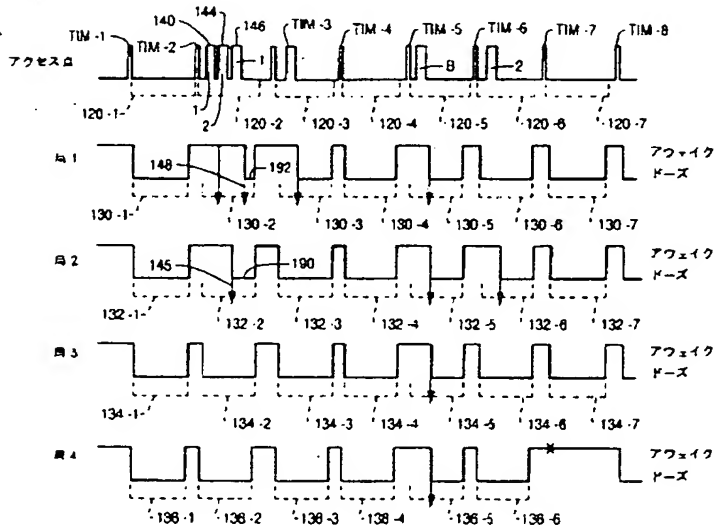 TIM-1 140 144 146 TIM-3 TIM-4 TIM-5 TIM-6 TIM-7 TIM-8
TIM-2
アクセス点 1 B 2
120-1 1 2 120-2 120-3 120-4 120-5 120-6 120-7
局1 148 192 アウェイク
ドーズ
130-1 130-2 130-3 130-4 130-5 130-6 130-7
局2 145 190 アウェイク
ドーズ
132-1 132-2 132-3 132-4 132-5 132-6 132-7
局3 アウェイク
ドーズ
134-1 134-2 134-3 134-4 134-5 134-6 134-7
局4 アウェイク
ドーズ
136-1 136-2 136-3 136-4 136-5 136-6